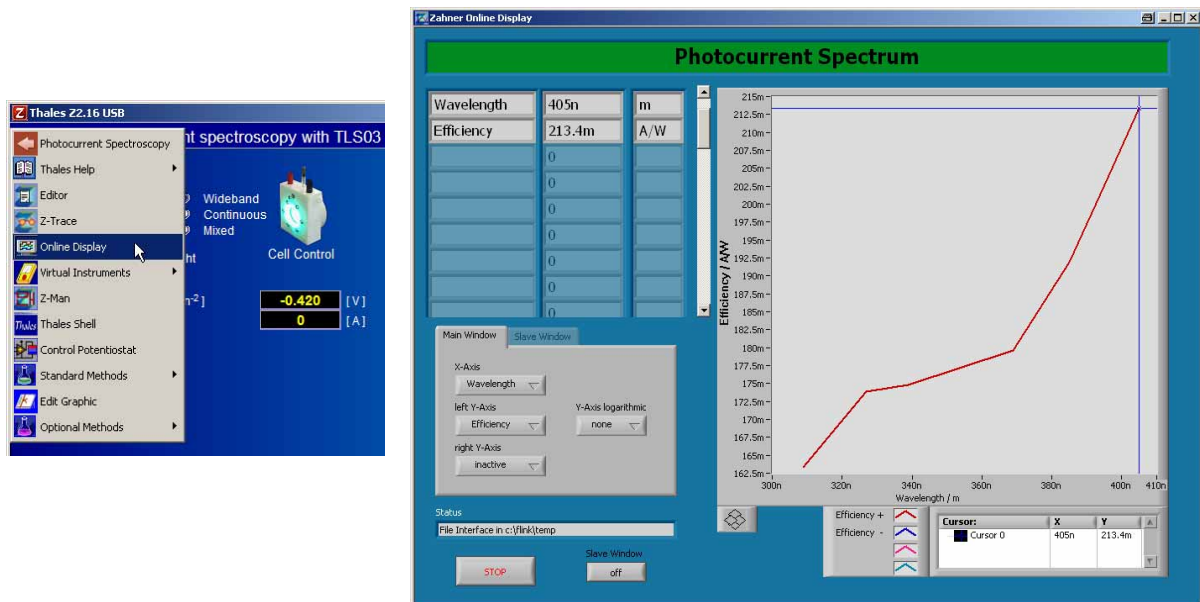 Thales Z2.16 USB
Photocurrent Spectroscopy
Thales Help
Editor
Z-Trace
Online Display
Virtual Instruments
Z-Man
Thales
Thales Shell
Control Potentiostat
Standard Methods
Edit Graphic
Optional Methods
nt spectroscopy with TLS03
Wideband
Continuous
Mixed
Cell Control
ht
-0.420 [V]
0 [A]
Zahner Online Display
Photocurrent Spectrum
Wavelength 405n m
Efficiency 213.4m A/W
0
0
0
0
0
0
0
Main Window Slave Window
X-Axis
Wavelength
left Y-Axis Y-Axis logarithmic
Efficiency none
right Y-Axis
inactive
Status
File Interface in c:\flink\temp
Slave Window
STOP off
Efficiency / A/W
215m
212.5m
210m
207.5m
205m
202.5m
200m
197.5m
195m
192.5m
190m
187.5m
185m
182.5m
180m
177.5m
175m
172.5m
170m
167.5m
165m
162.5m
300n 320n 340n 360n 380n 400n 410n
Wavelength / m
Efficiency +
Efficiency -
Cursor: X Y
Cursor 0 405n 213.4m